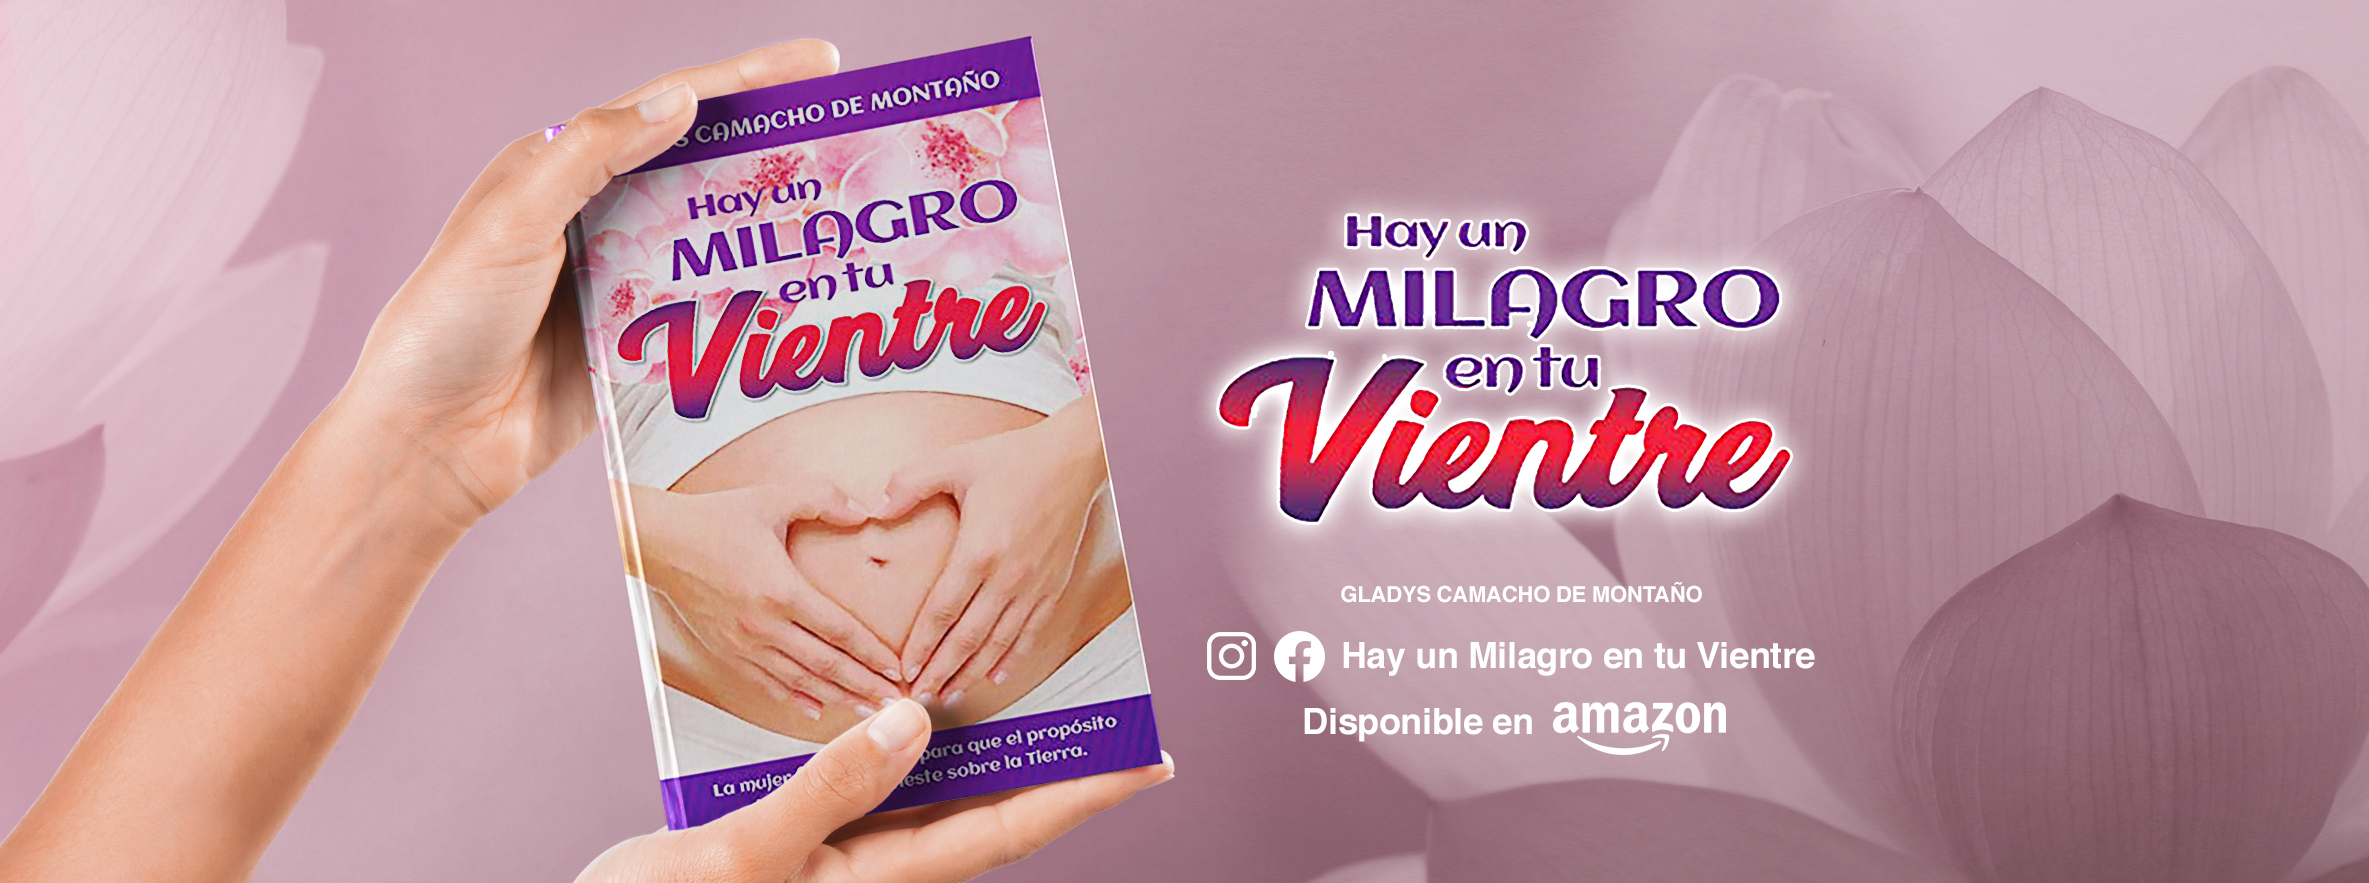 CAMACHO DE MONTAÑO
Hay un
MILAGRO
en tu
Vientre
La mujer para que el propósito
sobre la Tierra.
Hay un
MILAGRO
en tu
Vientre
GLADYS CAMACHO DE MONTAÑO
Hay un Milagro en tu Vientre
Disponible en amazon